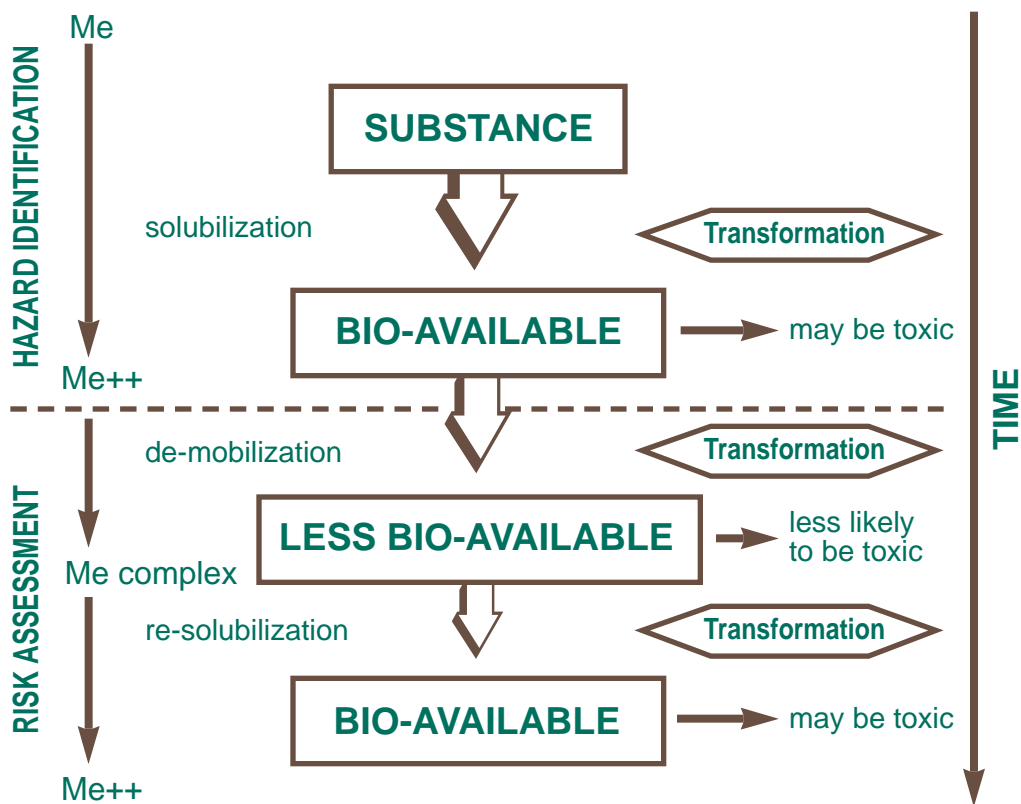 HAZARD IDENTIFICATION
Me
SUBSTANCE
solubilization
Transformation
BIO-AVAILABLE
may be toxic
Me++
TIME
RISK ASSESSMENT
de-mobilization
Transformation
LESS BIO-AVAILABLE
less likely
to be toxic
Me complex
re-solubilization
Transformation
BIO-AVAILABLE
may be toxic
Me++